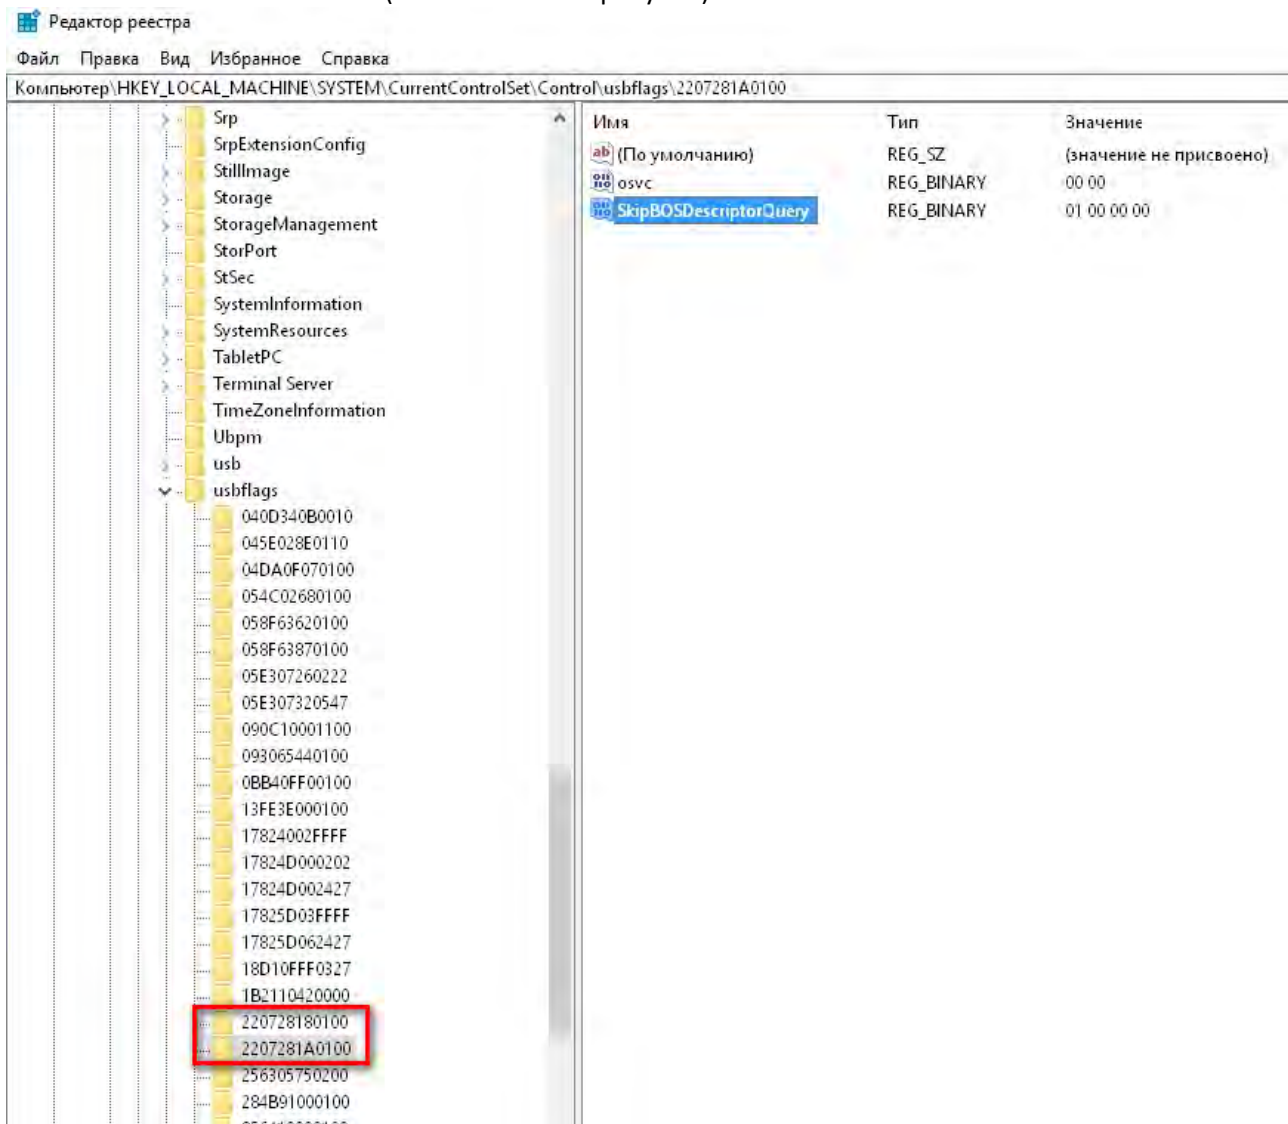 Редактор реестра
Файл Правка Вид Избранное Справка
Компьютер\HKEY_LOCAL_MACHINE\SYSTEM\CurrentControlSet\Control\usbflags\2207281A0100
Srp
SrpExtensionConfig
StillImage
Storage
StorageManagement
StorPort
StSec
SystemInformation
SystemResources
TabletPC
Terminal Server
TimeZoneInformation
Ubpm
usb
usbflags
040D340B0010
045E028E0110
04DA0F070100
054C02680100
058F63620100
058F63870100
05E307260222
05E307320547
090C10001100
093065440100
0BB40FF00100
13FE3E000100
17824002FFFF
17824D000202
17824D002427
17825D03FFFF
17825D062427
18D10FFF0327
1B2110420000
220728180100
2207281A0100
256305750200
284B91000100
Имя Тип Значение
(По умолчанию) REG_SZ (значение не присвоено)
osvc REG_BINARY 00 00
SkipBOSDescriptorQuery REG_BINARY 01 00 00 00